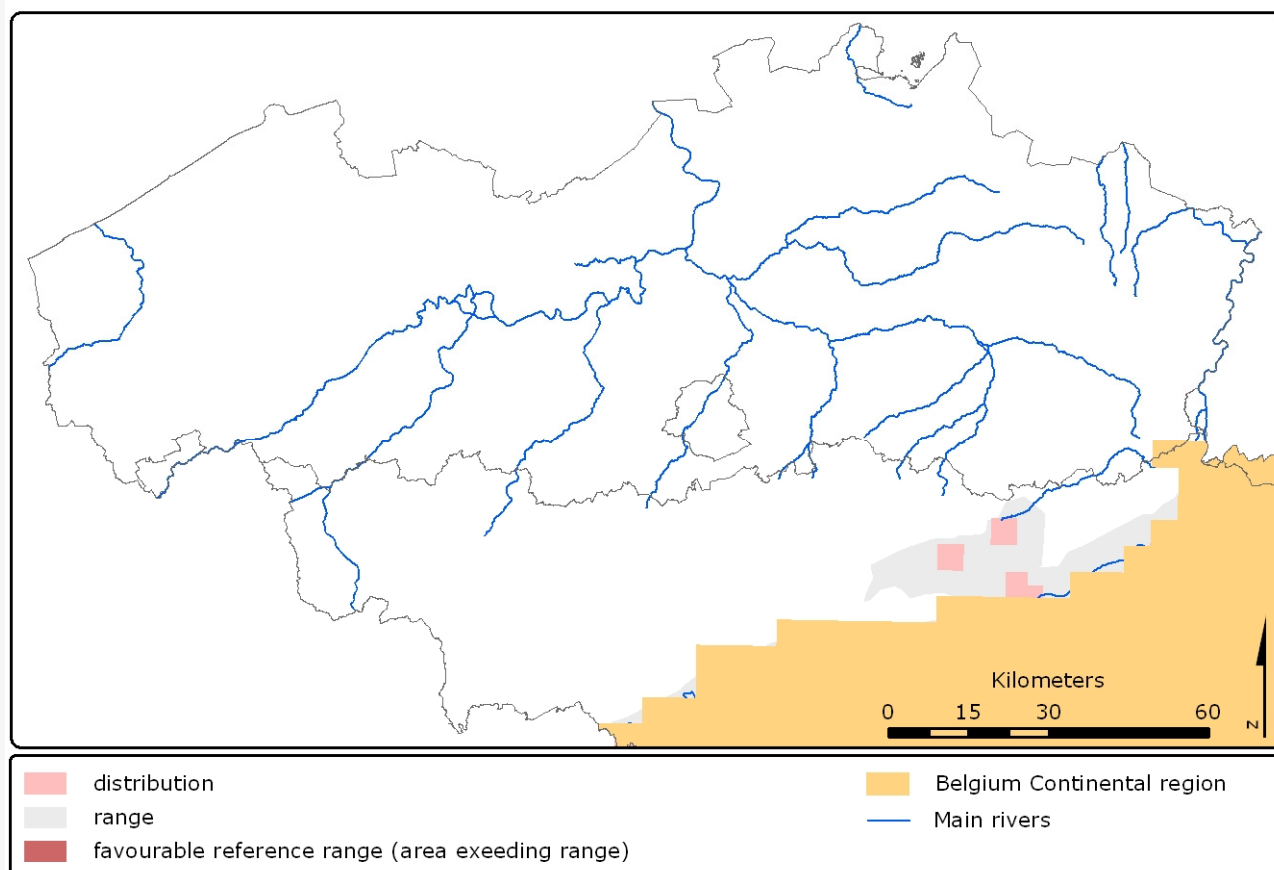 Kilometers
0 15 30 60
z
distribution
range
favourable reference range (area exeeding range)
Belgium Continental region
Main rivers